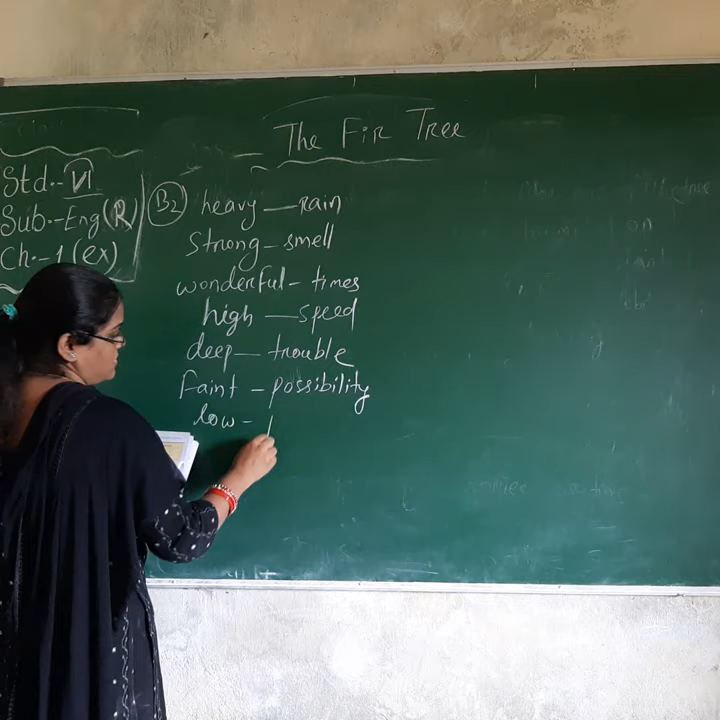 The Fir Tree
Std.- VI
Sub.- Eng (R)
Ch.- 1 (ex)
B2
heavy — rain
Strong – smell
wonderful – times
high — speed
deep — trouble
Faint – possibility
low –